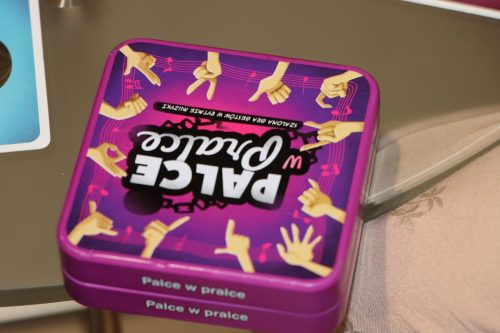 PALCE
W Pralce
SZALONA GRA GESTÓW W RYTMIE MUZYKI
Palce w pralce
Palce w pralce